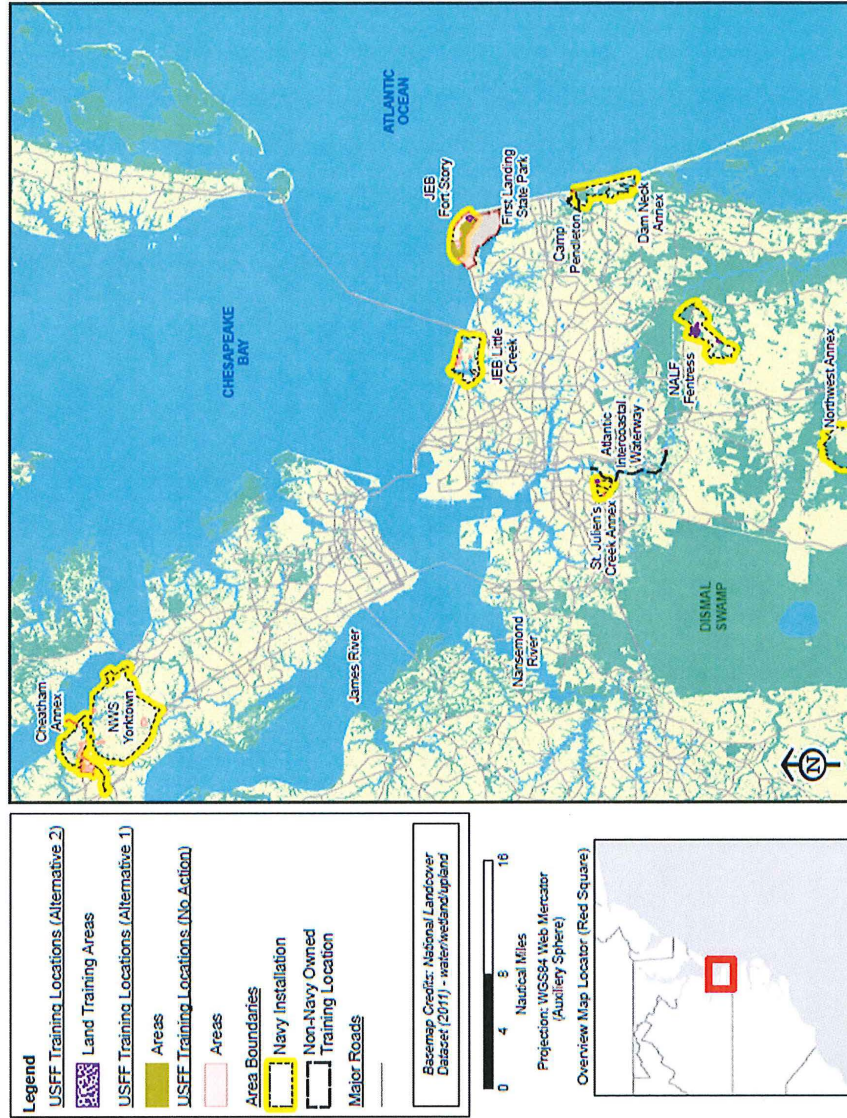 Legend
USFF Training Locations (Alternative 2)
Land Training Areas
USFF Training Locations (Alternative 1)
Areas
USFF Training Locations (No Action)
Areas
Area Boundaries
Navy Installation
Non-Navy Owned
Training Location
Major Roads
Basemap Credits: National Landcover
Dataset (2011) - water/wetland/upland
0 4 8 16
Nautical Miles
Projection: WGS84 Web Mercator
(Auxiliery Sphere)
Overview Map Locator (Red Square)
Cheatham
Annex
NWS
Yorktown
CHESAPEAKE
BAY
ATLANTIC
OCEAN
James River
JEB
Fort Story
First Landing
State Park
JEB Little
Creek
Nansemond
River
Camp
Pendleton
Dam Neck
Annex
Atlantic
Intercoastal
Waterway
St. Julien's
Creek Annex
NALF
Fentress
DISMAL
SWAMP
Northwest Annex
N